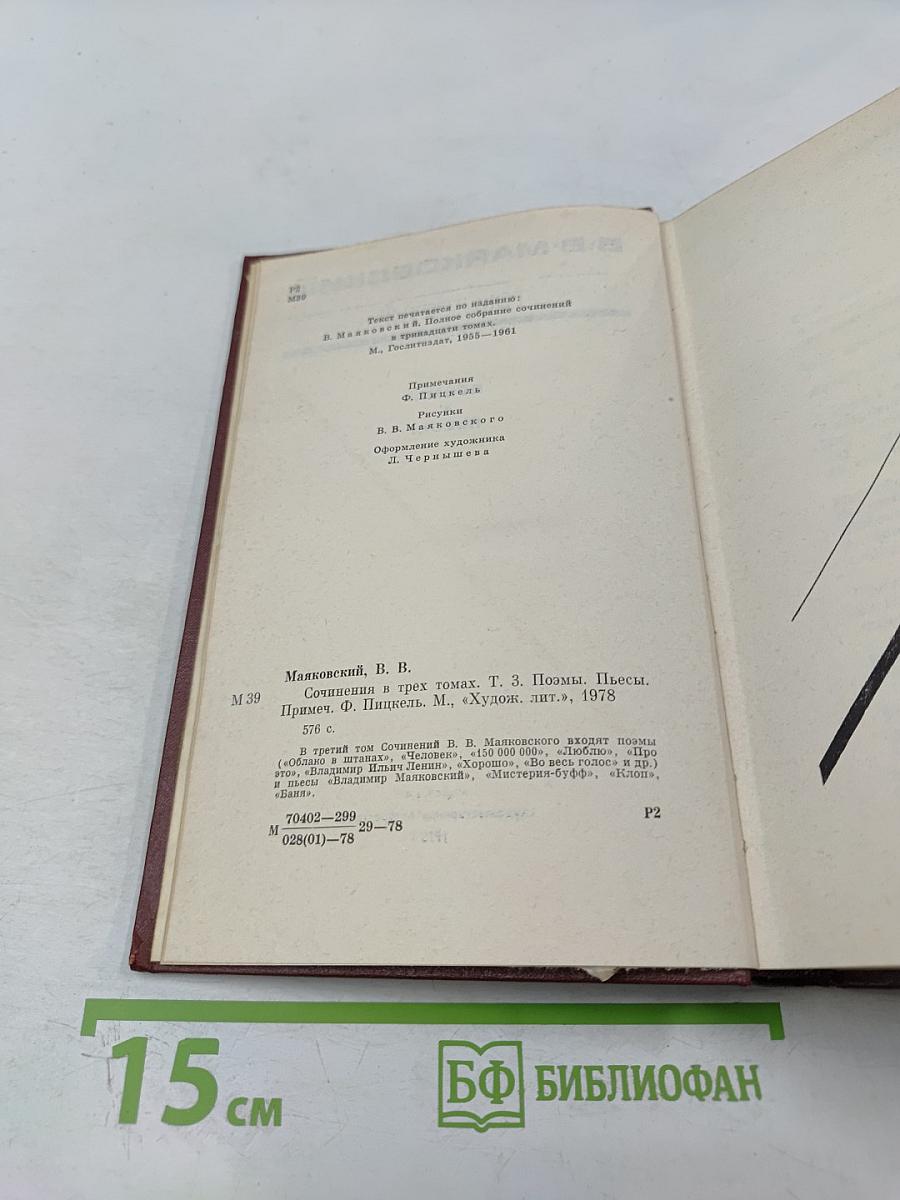 Р2
М39
Текст печатается по изданию:
В. Маяковский. Полное собрание сочинений
в тринадцати томах.
М., Гослитиздат, 1955—1961
Примечания
Ф. Пицкель
Рисунки
В. В. Маяковского
Оформление художника
Л. Чернышева
Маяковский, В. В.
М 39
Сочинения в трех томах. Т. 3. Поэмы. Пьесы.
Примеч. Ф. Пицкель. М., «Худож. лит.», 1978
576 с.
В третий том Сочинений В. В. Маяковского входят поэмы
(«Облако в штанах», «Человек», «150 000 000», «Люблю», «Про
это», «Владимир Ильич Ленин», «Хорошо», «Во весь голос» и др.)
и пьесы «Владимир Маяковский», «Мистерия-буфф», «Клоп»,
«Баня».
70402—299
М 29—78
028(01)—78
Р2
15 см
БФ БИБЛИОФАН